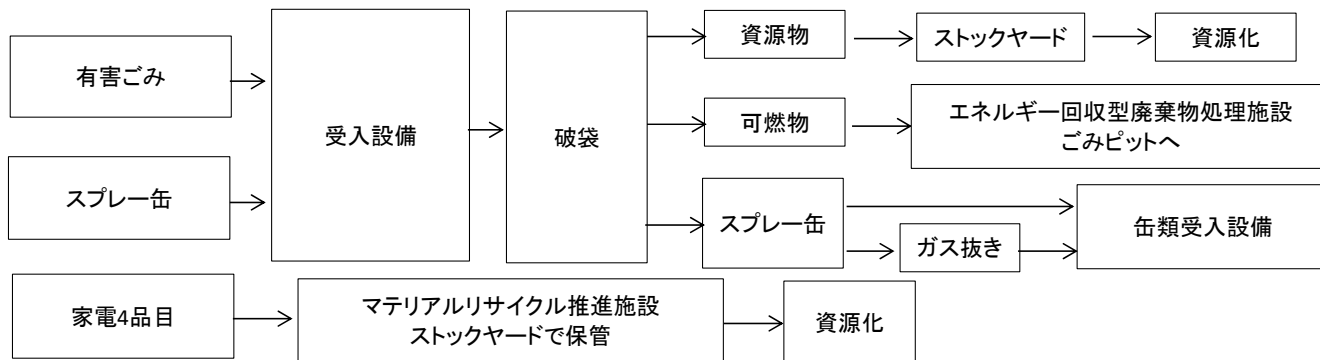 有害ごみ
スプレー缶
受入設備
破袋
資源物
ストックヤード
資源化
可燃物
エネルギー回収型廃棄物処理施設
ごみピットへ
スプレー缶
ガス抜き
缶類受入設備
家電4品目
マテリアルリサイクル推進施設
ストックヤードで保管
資源化